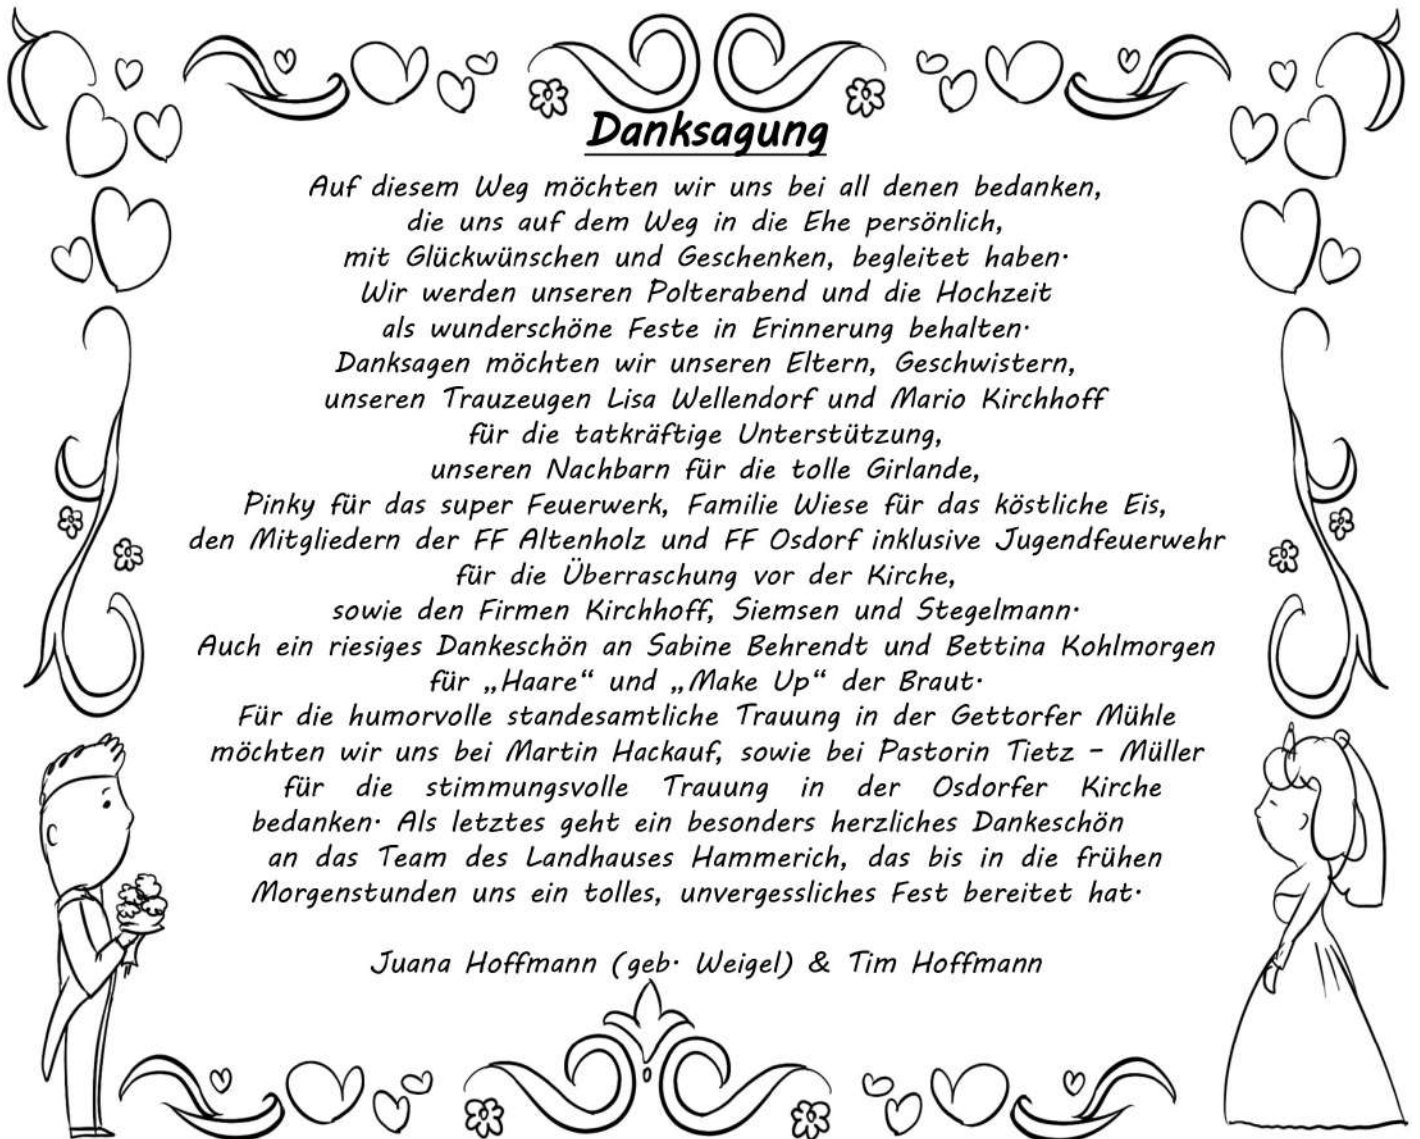 Danksagung
Auf diesem Weg möchten wir uns bei all denen bedanken,
die uns auf dem Weg in die Ehe persönlich,
mit Glückwünschen und Geschenken, begleitet haben.
Wir werden unseren Polterabend und die Hochzeit
als wunderschöne Feste in Erinnerung behalten.
Danksagen möchten wir unseren Eltern, Geschwistern,
unseren Trauzeugen Lisa Wellendorf und Mario Kirchhoff
für die tatkräftige Unterstützung,
unseren Nachbarn für die tolle Girlande,
Pinky für das super Feuerwerk, Familie Wiese für das köstliche Eis,
den Mitgliedern der FF Altenholz und FF Osdorf inklusive Jugendfeuerwehr
für die Überraschung vor der Kirche,
sowie den Firmen Kirchhoff, Siemsen und Stegelmann.
Auch ein riesiges Dankeschön an Sabine Behrendt und Bettina Kohlmorgen
für „Haare“ und „Make Up“ der Braut.
Für die humorvolle standesamtliche Trauung in der Gettorfer Mühle
möchten wir uns bei Martin Hackauf, sowie bei Pastorin Tietz - Müller
für die stimmungsvolle Trauung in der Osdorfer Kirche
bedanken. Als letztes geht ein besonders herzliches Dankeschön
an das Team des Landhauses Hammerich, das bis in die frühen
Morgenstunden uns ein tolles, unvergessliches Fest bereitet hat.
Juana Hoffmann (geb. Weigel) & Tim Hoffmann